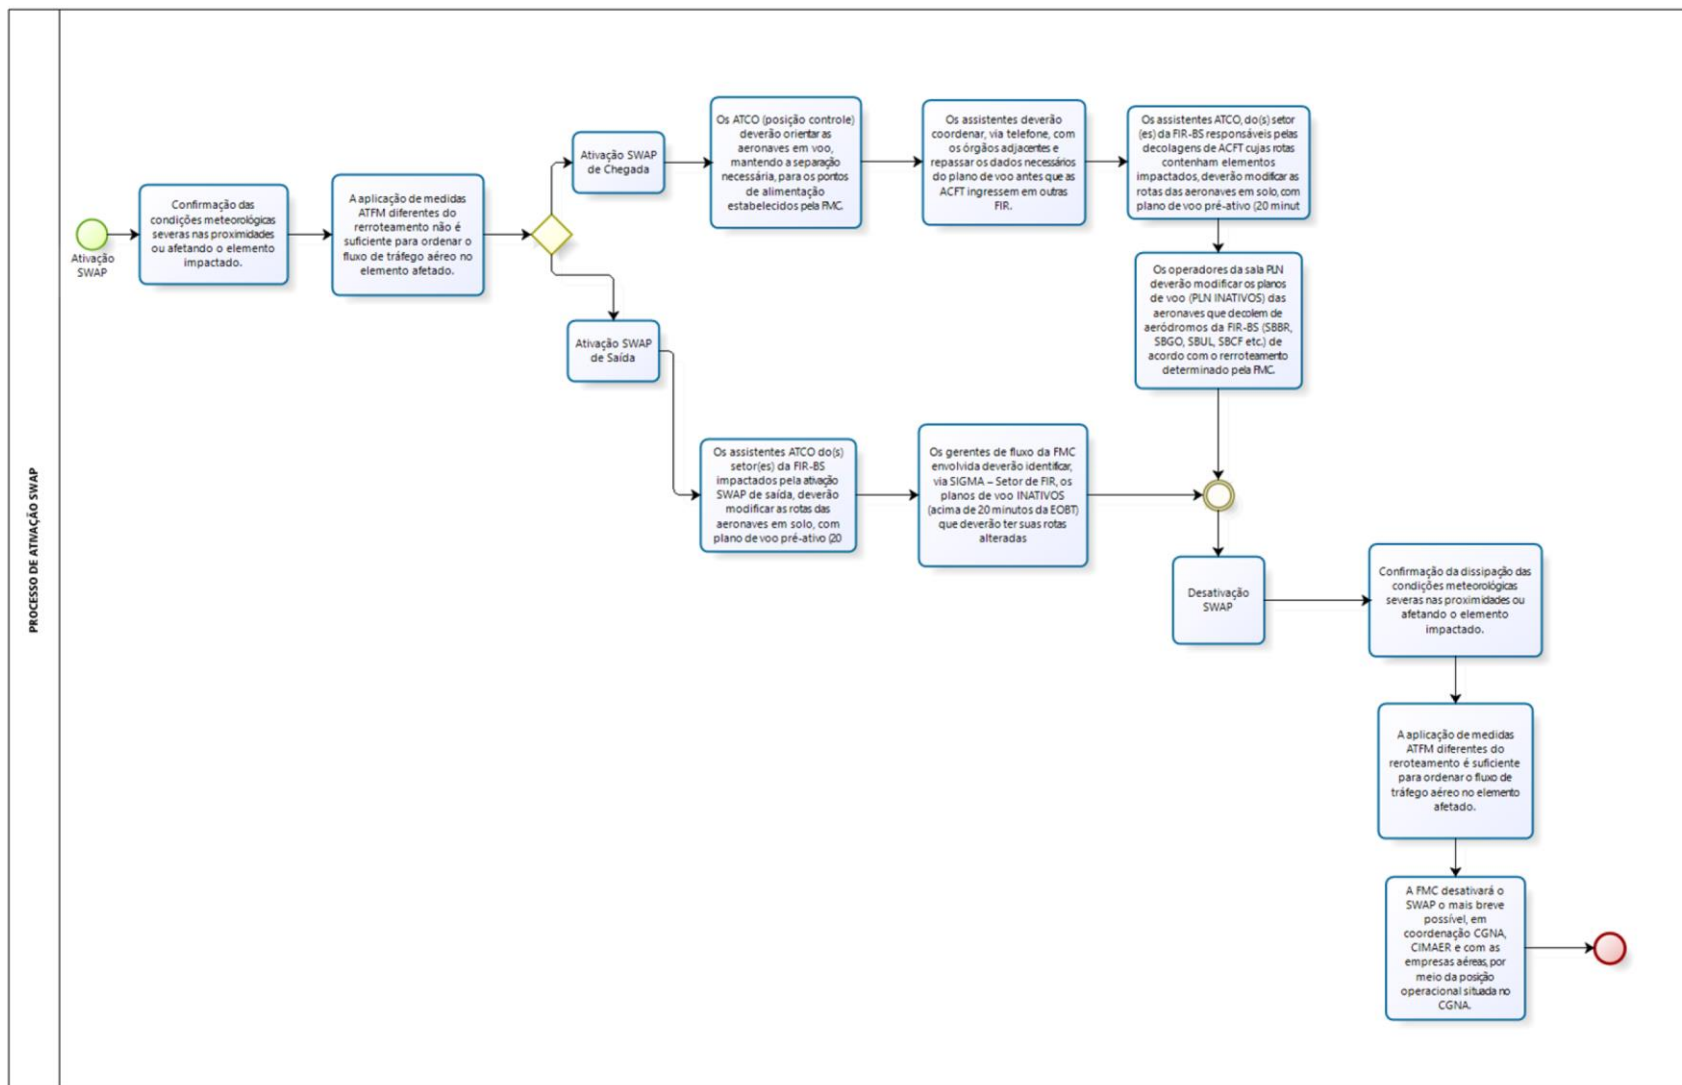 PROCESSO DE ATIVAÇÃO SWAP
Ativação
SWAP
Confirmação das
condições meteorológicas
severas nas proximidades
ou afetando o elemento
impactado.
A aplicação de medidas
ATFM diferentes do
rerroteamento não é
suficiente para ordenar o
fluxo de tráfego aéreo no
elemento afetado.
Ativação SWAP
de Chegada
Os ATCO (posição controle)
deverão orientar as
aeronaves em voo,
mantendo a separação
necessária, para os pontos
de alimentação
estabelecidos pela FMC.
Os assistentes deverão
coordenar, via telefone, com
os órgãos adjacentes e
repassar os dados necessários
do plano de voo antes que as
ACFT ingressem em outras
FIR.
Os assistentes ATCO, do(s) setor
(es) da FIR-BS responsáveis pelas
decolagens de ACFT cujas rotas
contenham elementos
impactados, deverão modificar as
rotas das aeronaves em solo, com
plano de voo pré-ativo (20 minut
Os operadores da sala PLN
deverão modificar os planos
de voo (PLN INATIVOS) das
aeronaves que decolem de
aeródromos da FIR-BS (SBBR,
SBGO, SBUL, SBCF etc.) de
acordo com o rerroteamento
determinado pela FMC.
Ativação SWAP
de Saída
Os assistentes ATCO do(s)
setor(es) da FIR-BS
impactados pela ativação
SWAP de saída, deverão
modificar as rotas das
aeronaves em solo, com
plano de voo pré-ativo (20
Os gerentes de fluxo da FMC
envolvida deverão identificar,
via SIGMA – Setor de FIR, os
planos de voo INATIVOS
(acima de 20 minutos da EOBT)
que deverão ter suas rotas
alteradas
Desativação
SWAP
Confirmação da dissipação das
condições meteorológicas
severas nas proximidades ou
afetando o elemento
impactado.
A aplicação de medidas
ATFM diferentes do
reroteamento é suficiente
para ordenar o fluxo de
tráfego aéreo no elemento
afetado.
A FMC desativará o
SWAP o mais breve
possível, em
coordenação CGNA,
CIMAER e com as
empresas aéreas, por
meio da posição
operacional situada no
CGNA.